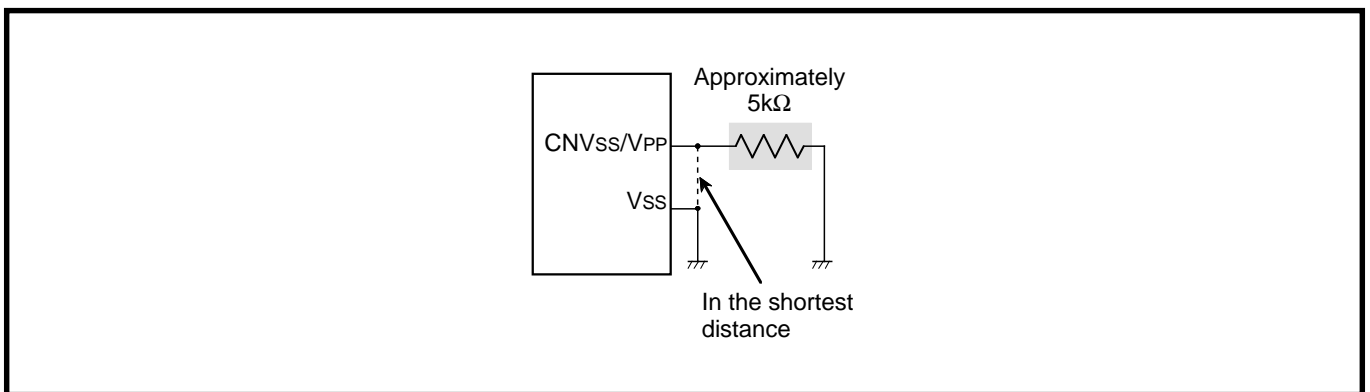 Approximately
5kΩ
CNVSS/VPP
VSS
In the shortest
distance